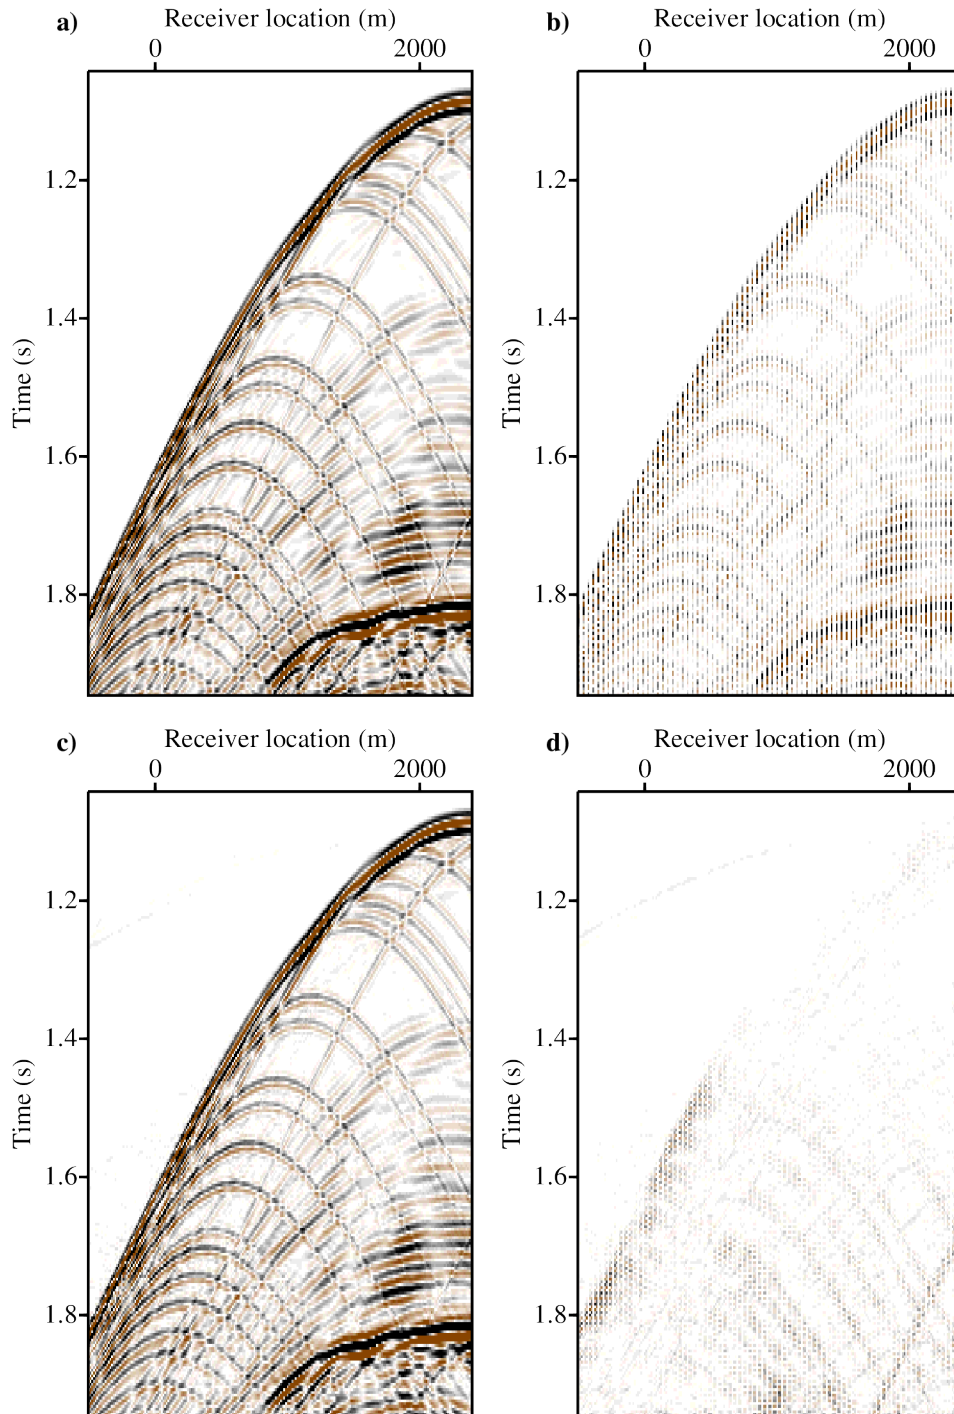 a) Receiver location (m)
0 2000
1.2
1.4
1.6
1.8
Time (s)
b) Receiver location (m)
0 2000
1.2
1.4
1.6
1.8
Time (s)
c) Receiver location (m)
0 2000
1.2
1.4
1.6
1.8
Time (s)
d) Receiver location (m)
0 2000
1.2
1.4
1.6
1.8
Time (s)